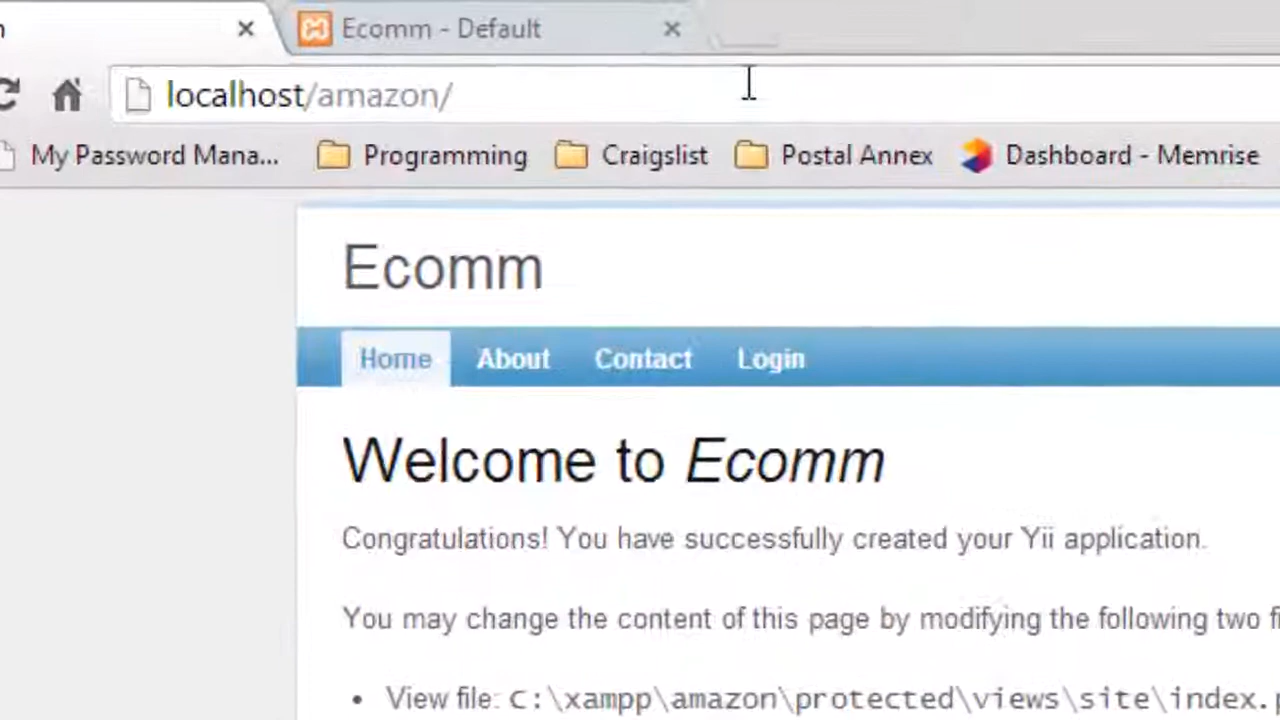 Ecomm - Default
localhost/amazon/
My Password Mana... Programming Craigslist Postal Annex Dashboard - Memrise
Ecomm
Home About Contact Login
Welcome to Ecomm
Congratulations! You have successfully created your Yii application.
You may change the content of this page by modifying the following two
View file: C:\xampp\amazon\protected\views\site\index.